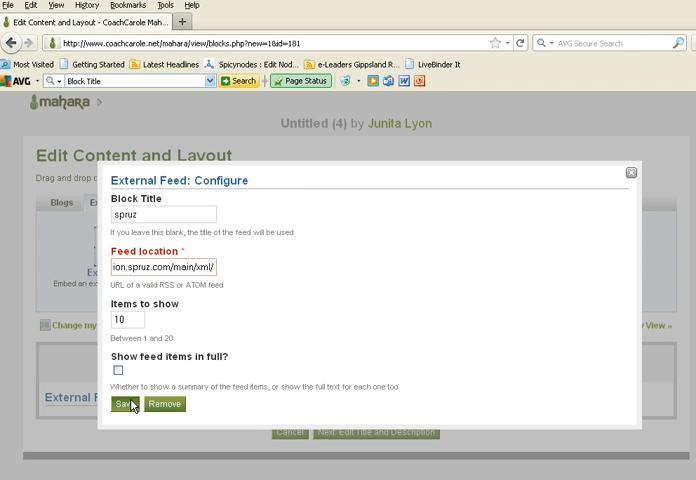 File Edit View History Bookmarks Tools Help
Edit Content and Layout - CoachCarole Mah... +
http://www.coachcarole.net/mahara/view/blocks.php?new=1&id=181 AVG Secure Search
Most Visited Getting Started Latest Headlines Spicynodes : Edit Nod... e-Leaders Gippsland R... LiveBinder It
AVG Block Title Search Page Status
mahara
Untitled (4) by Junita Lyon
Edit Content and Layout
Drag and drop
External Feed: Configure
Block Title
Blogs
spruz
If you leave this blank, the title of the feed will be used
Feed location *
ion.spruz.com/main/xml/
Embed an ex
URL of a valid RSS or ATOM feed
Items to show
10
Change my
View »
Between 1 and 20
Show feed items in full?
Whether to show a summary of the feed items, or show the full text for each one too
External F
Save Remove
Cancel Next: Edit Title and Description